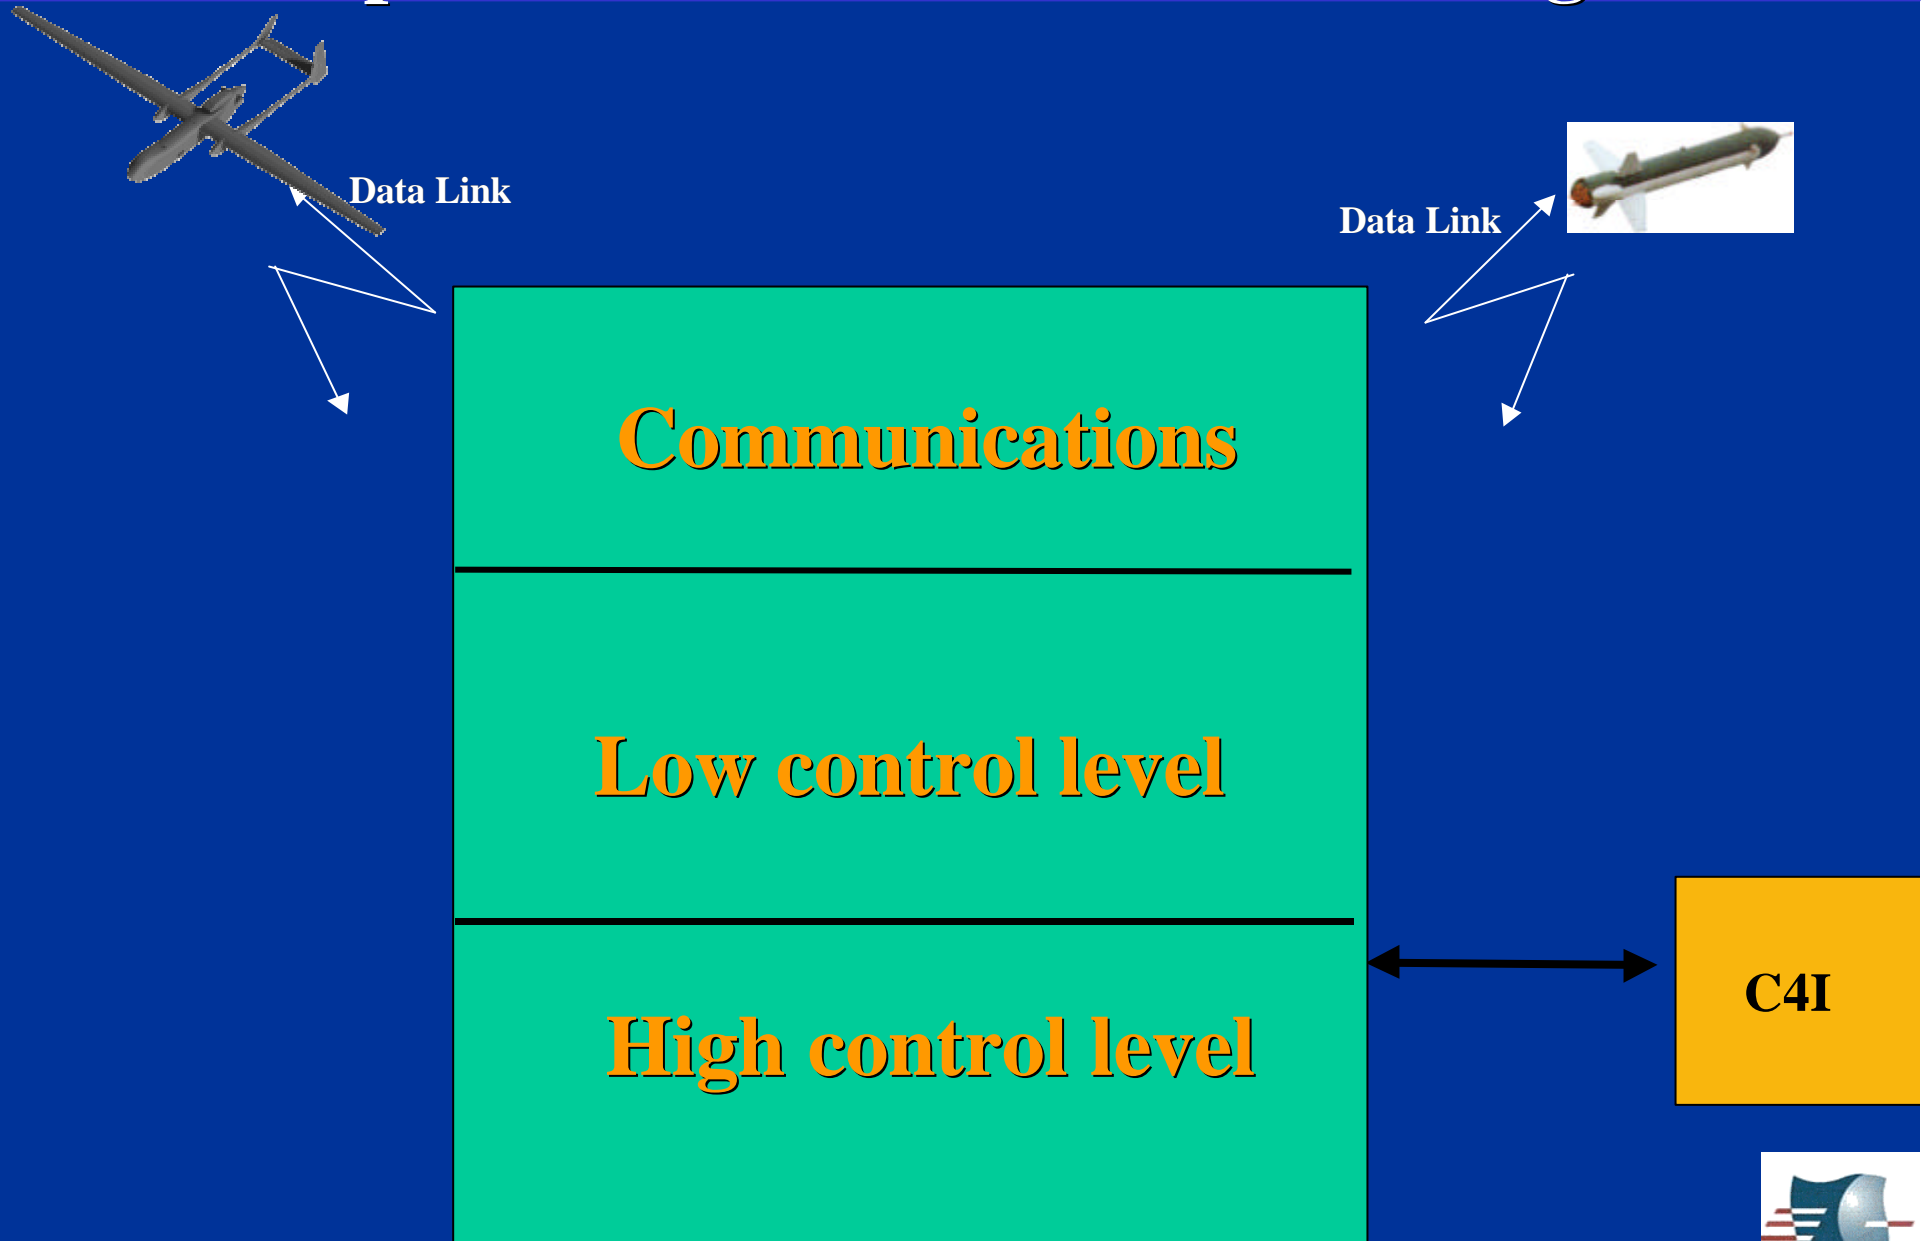 Data Link
Data Link
Communications
Low control level
High control level
C4I